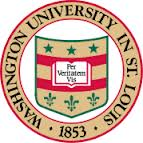 WASHINGTON · UNIVERSITY · IN · ST. LOUIS
Per
Veritatem
Vis
· 1853 ·